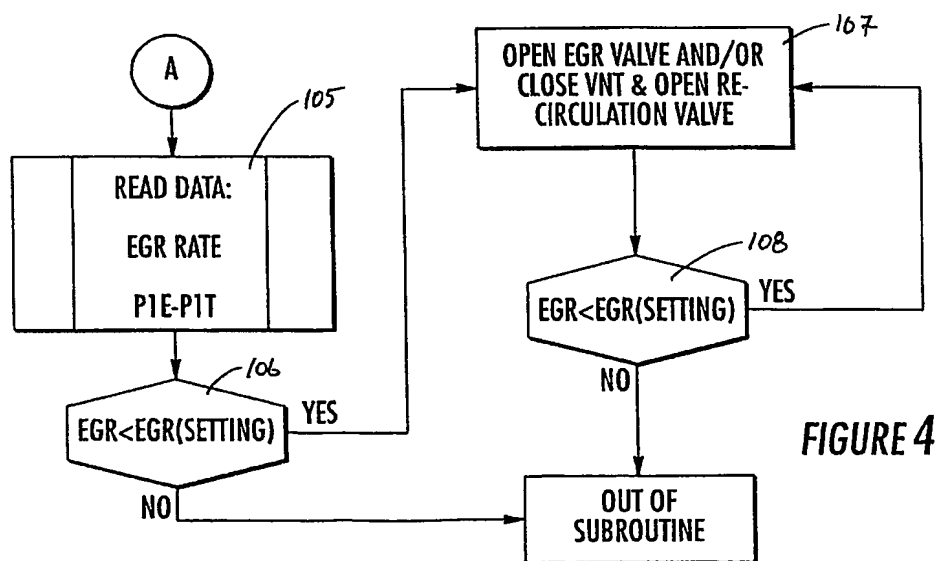 A
105
READ DATA:
EGR RATE
P1E-P1T
106
EGR<EGR(SETTING)
YES
NO
107
OPEN EGR VALVE AND/OR
CLOSE VNT & OPEN RE-
CIRCULATION VALVE
108
EGR<EGR(SETTING)
YES
NO
OUT OF
SUBROUTINE
FIGURE 4